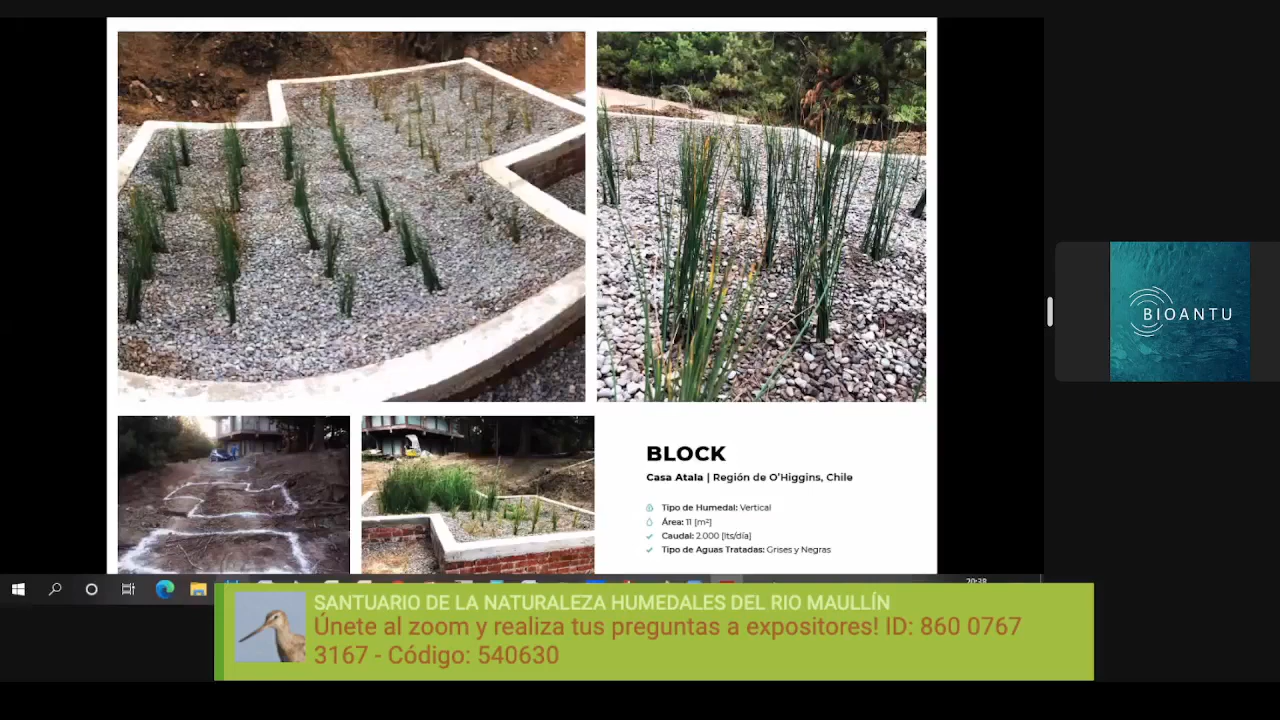 BLOCK
Casa Atala | Región de O'Higgins, Chile
Tipo de Humedal: Vertical
Área: 11 [m²]
Caudal: 2.000 [lts/día]
Tipo de Aguas Tratadas: Grises y Negras
BIOANTU
20:38
SANTUARIO DE LA NATURALEZA HUMEDALES DEL RIO MAULLÍN
Únete al zoom y realiza tus preguntas a expositores! ID: 860 0767
3167 - Código: 540630